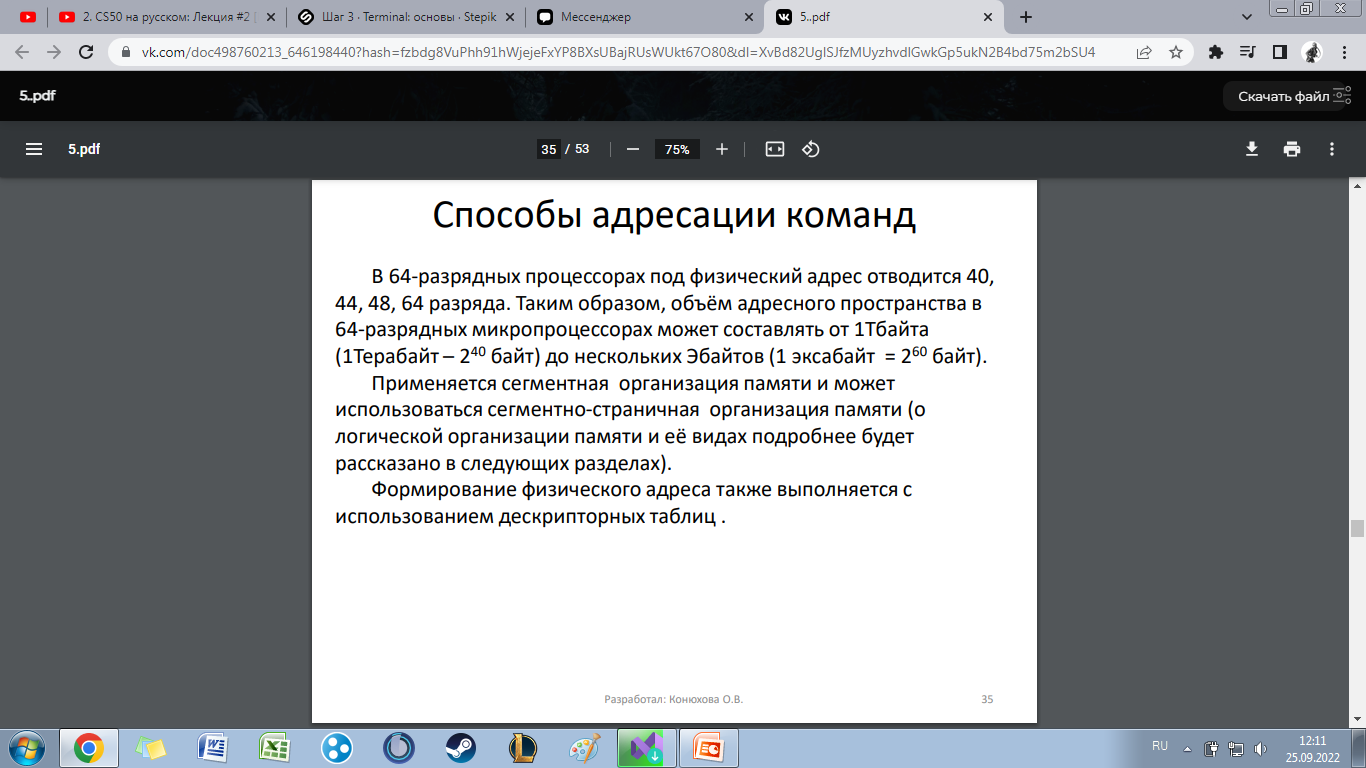 2. CS50 на русском: Лекция #2
Шаг 3 · Terminal: основы · Stepik
Мессенджер
5..pdf
vk.com/doc498760213_646198440?hash=fzbdg8VuPhh91hWjejeFxYP8BXsUBajRUsWUkt67O80&dl=XvBd82UgISJfzMUyzhvdlGwkGp5ukN2B4bd75m2bSU4
5..pdf
Скачать файл
5.pdf
35 / 53
75%
Способы адресации команд
В 64-разрядных процессорах под физический адрес отводится 40,
44, 48, 64 разряда. Таким образом, объём адресного пространства в
64-разрядных микропроцессорах может составлять от 1Тбайта
(1Терабайт – 2⁴⁰ байт) до нескольких Эбайтов (1 эксабайт = 2⁶⁰ байт).
Применяется сегментная организация памяти и может
использоваться сегментно-страничная организация памяти (о
логической организации памяти и её видах подробнее будет
рассказано в следующих разделах).
Формирование физического адреса также выполняется с
использованием дескрипторных таблиц .
Разработал: Конюхова О.В.
35
RU
12:11
25.09.2022